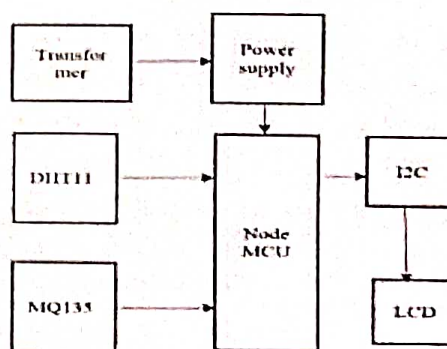 Transfor
mer
Power
supply
DHT11
Node
MCU
I2C
MQ135
LCD